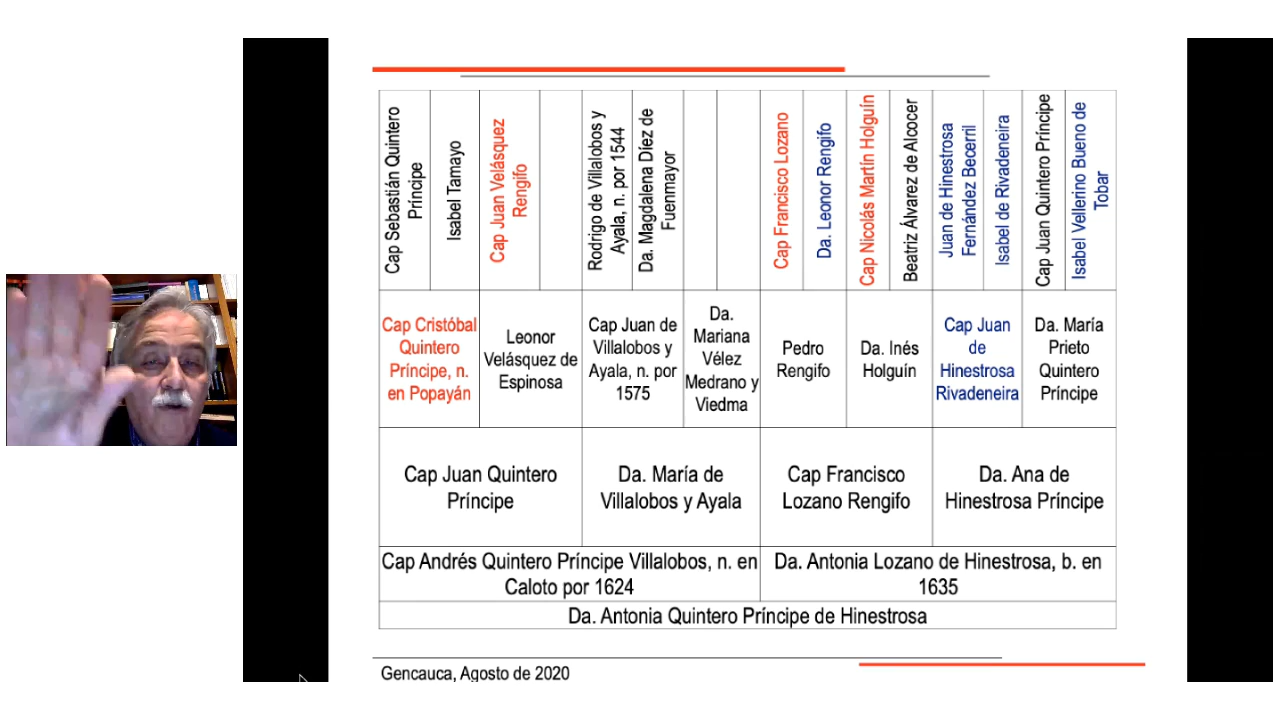 Cap Sebastián Quintero
Príncipe
Isabel Tamayo
Cap Juan Velásquez
Rengifo
Rodrigo de Villalobos y
Ayala, n. por 1544
Da. Magdalena Díez de
Fuenmayor
Cap Francisco Lozano
Da. Leonor Rengifo
Cap Nicolás Martín Holguín
Beatriz Álvarez de Alcocer
Juan de Hinestrosa
Fernández Becerril
Isabel de Rivadeneira
Cap Juan Quintero Príncipe
Isabel Vellerino Bueno de
Tobar
Cap Cristóbal
Quintero
Príncipe, n.
en Popayán
Leonor
Velásquez de
Espinosa
Cap Juan de
Villalobos y
Ayala, n. por
1575
Da.
Mariana
Vélez
Medrano y
Viedma
Pedro
Rengifo
Da. Inés
Holguín
Cap Juan
de
Hinestrosa
Rivadeneira
Da. María
Prieto
Quintero
Príncipe
Cap Juan Quintero
Príncipe
Da. María de
Villalobos y Ayala
Cap Francisco
Lozano Rengifo
Da. Ana de
Hinestrosa Príncipe
Cap Andrés Quintero Príncipe Villalobos, n. en
Caloto por 1624
Da. Antonia Lozano de Hinestrosa, b. en
1635
Da. Antonia Quintero Príncipe de Hinestrosa
Gencauca, Agosto de 2020